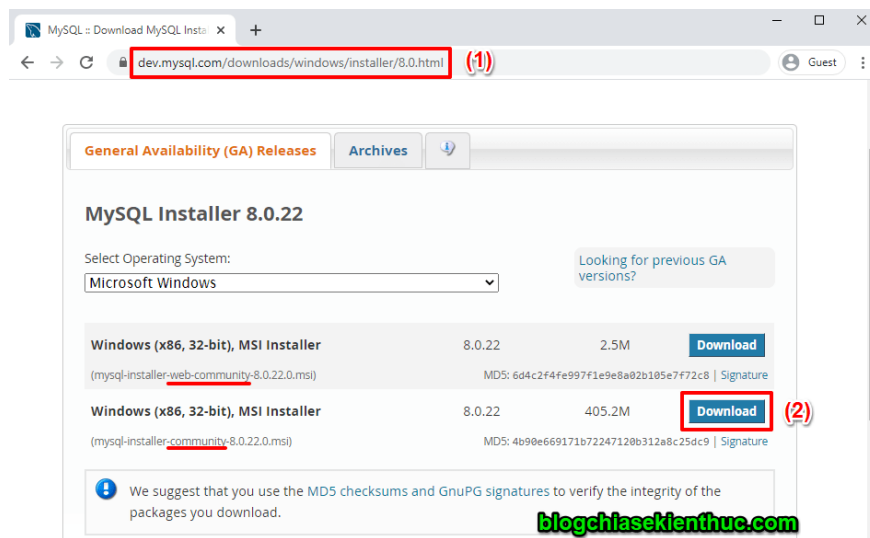 MySQL :: Download MySQL Insta
dev.mysql.com/downloads/windows/installer/8.0.html (1)
Guest
General Availability (GA) Releases Archives
MySQL Installer 8.0.22
Select Operating System:
Looking for previous GA
versions?
Microsoft Windows
Windows (x86, 32-bit), MSI Installer 8.0.22 2.5M Download
(mysql-installer-web-community-8.0.22.0.msi) MD5: 6d4c2f4fe997f1e9e8a02b105e7f72c8 | Signature
Windows (x86, 32-bit), MSI Installer 8.0.22 405.2M Download (2)
(mysql-installer-community-8.0.22.0.msi) MD5: 4b90e669171b72247120b312a8c25dc9 | Signature
We suggest that you use the MD5 checksums and GnuPG signatures to verify the integrity of the
packages you download.
blogchiasekienthuc.com